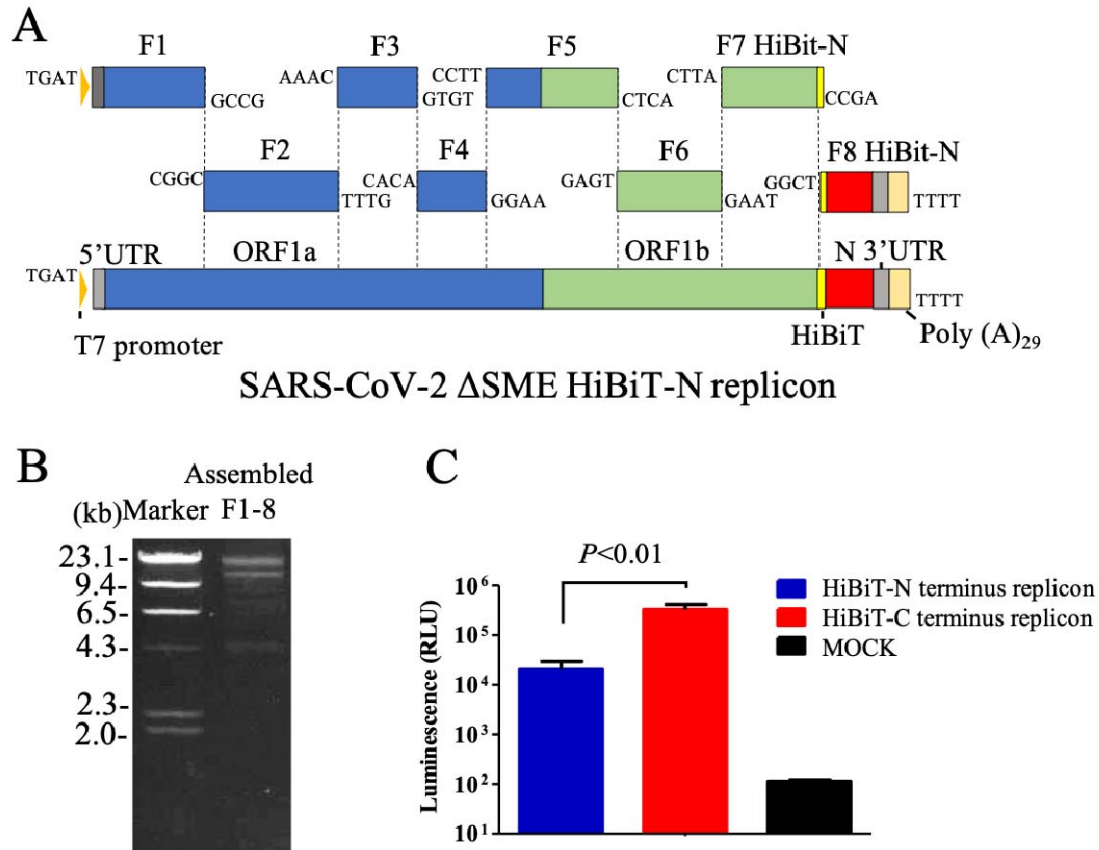 A
F1 F3 F5 F7 HiBit-N
TGAT GCCG AAAC GTGT CCTT CTCA CTTA CCGA
F2 F4 F6 F8 HiBit-N
CGGC TTTG CACA GGAA GAGT GAAT GGCT TTTT
5’UTR ORF1a ORF1b N 3’UTR
TGAT TTTT
T7 promoter HiBiT Poly (A)29
SARS-CoV-2 ΔSME HiBiT-N replicon
B
Assembled
(kb) Marker F1-8
23.1-
9.4-
6.5-
4.3-
2.3-
2.0-
C
P<0.01
Luminescence (RLU)
10^6
10^5
10^4
10^3
10^2
10^1
HiBiT-N terminus replicon
HiBiT-C terminus replicon
MOCK